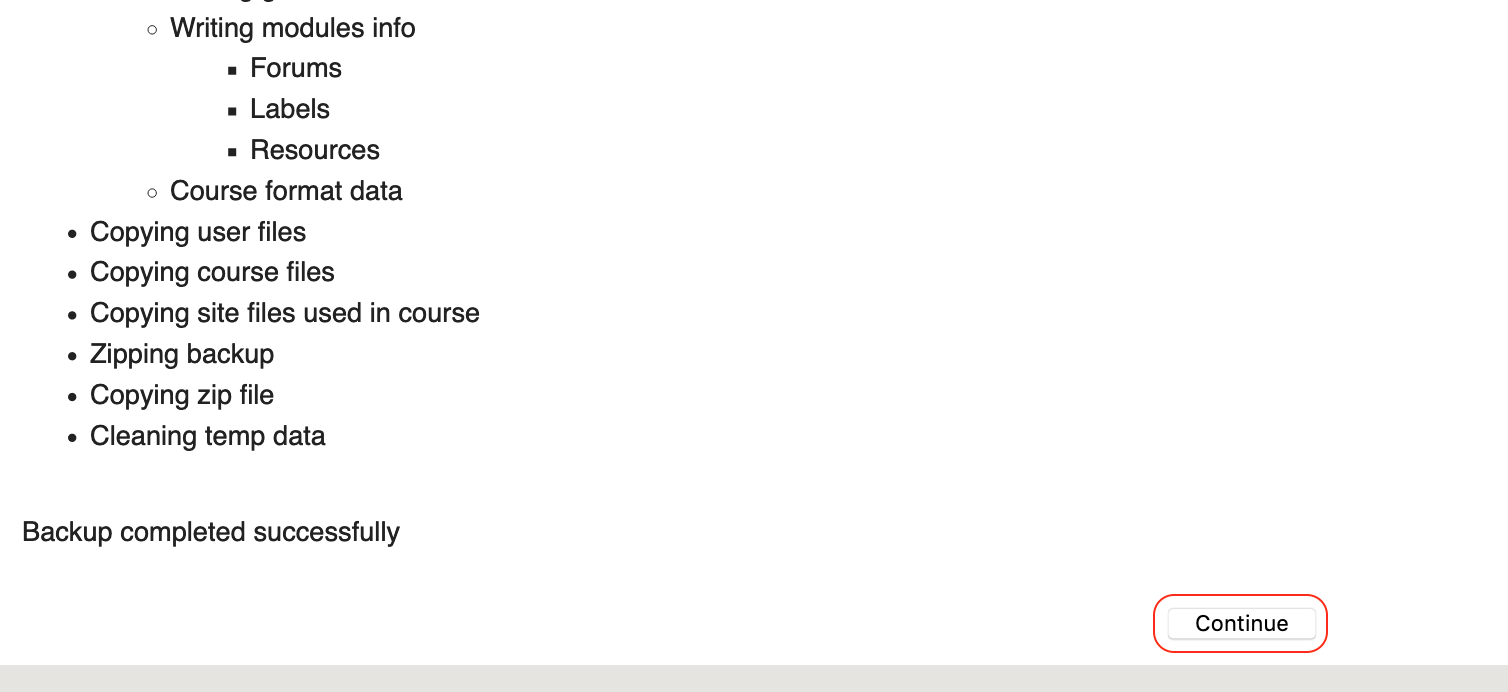 Writing modules info
Forums
Labels
Resources
Course format data
Copying user files
Copying course files
Copying site files used in course
Zipping backup
Copying zip file
Cleaning temp data
Backup completed successfully
Continue